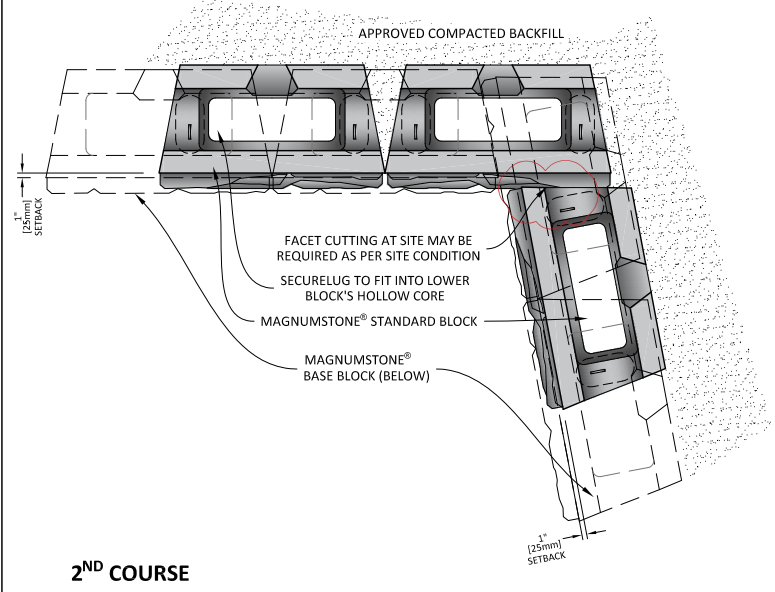 APPROVED COMPACTED BACKFILL
1"
[25mm]
SETBACK
FACET CUTTING AT SITE MAY BE
REQUIRED AS PER SITE CONDITION
SECURELUG TO FIT INTO LOWER
BLOCK'S HOLLOW CORE
MAGNUMSTONE® STANDARD BLOCK
MAGNUMSTONE®
BASE BLOCK (BELOW)
1"
[25mm]
SETBACK
2ND COURSE